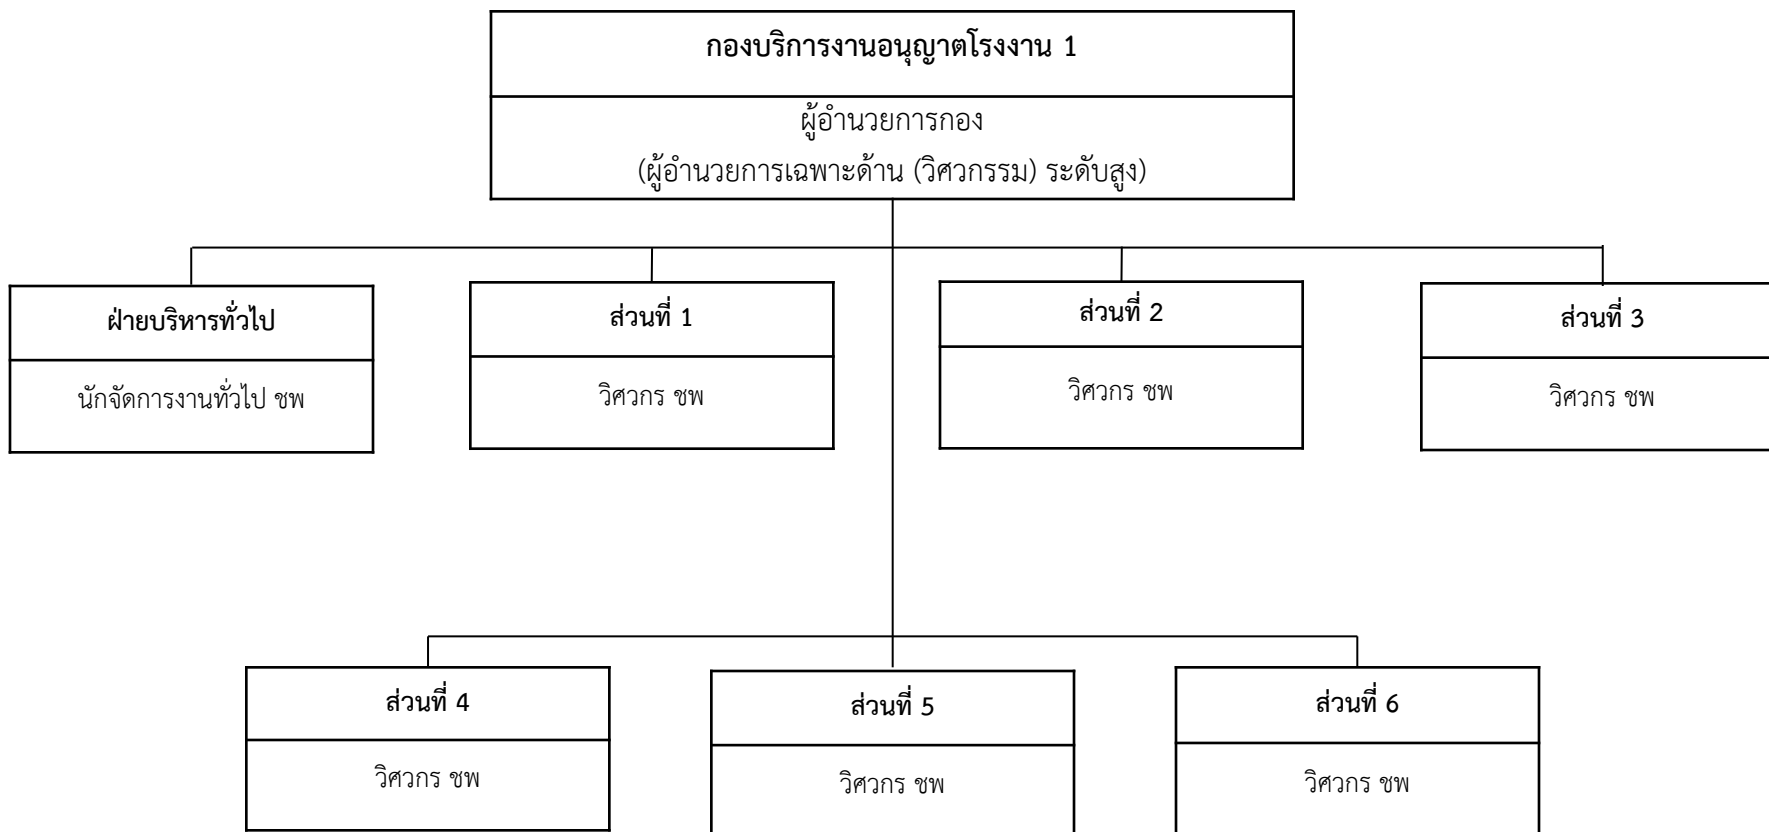 กองบริการงานอนุญาตโรงงาน 1
ผู้อำนวยการกอง
(ผู้อำนวยการเฉพาะด้าน (วิศวกรรม) ระดับสูง)
ฝ่ายบริหารทั่วไป
นักจัดการงานทั่วไป ชพ
ส่วนที่ 1
วิศวกร ชพ
ส่วนที่ 2
วิศวกร ชพ
ส่วนที่ 3
วิศวกร ชพ
ส่วนที่ 4
วิศวกร ชพ
ส่วนที่ 5
วิศวกร ชพ
ส่วนที่ 6
วิศวกร ชพ